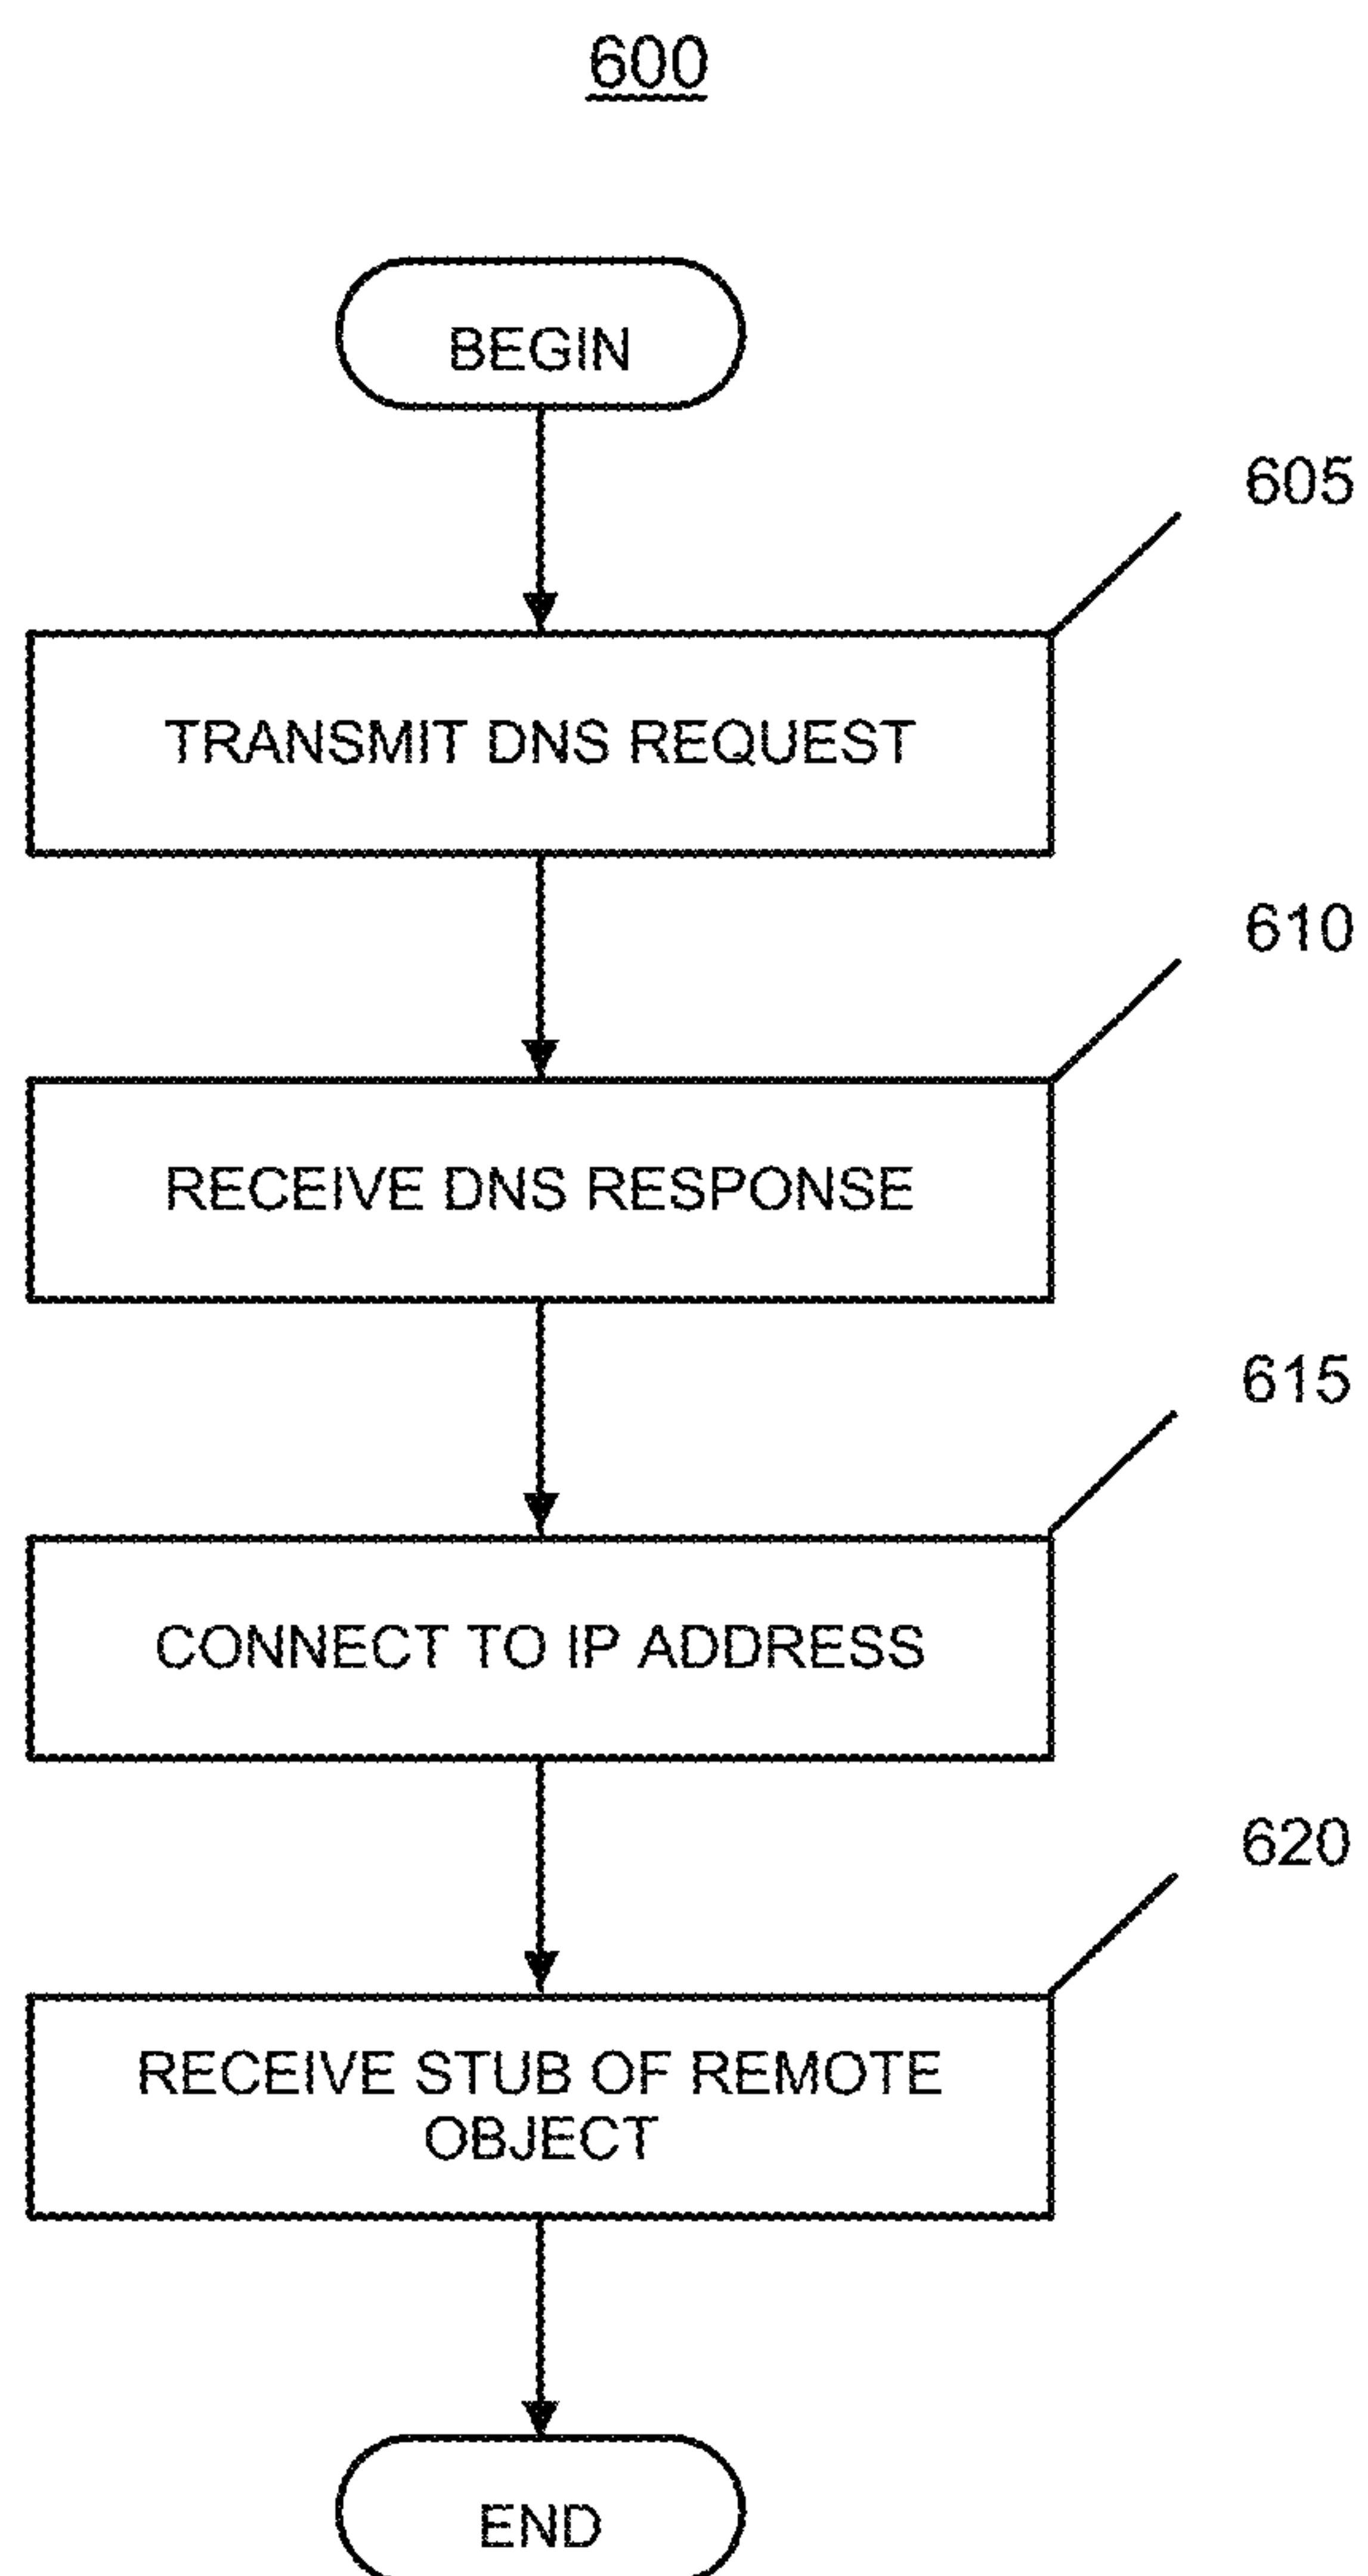 600
BEGIN
605
TRANSMIT DNS REQUEST
610
RECEIVE DNS RESPONSE
615
CONNECT TO IP ADDRESS
620
RECEIVE STUB OF REMOTE
OBJECT
END